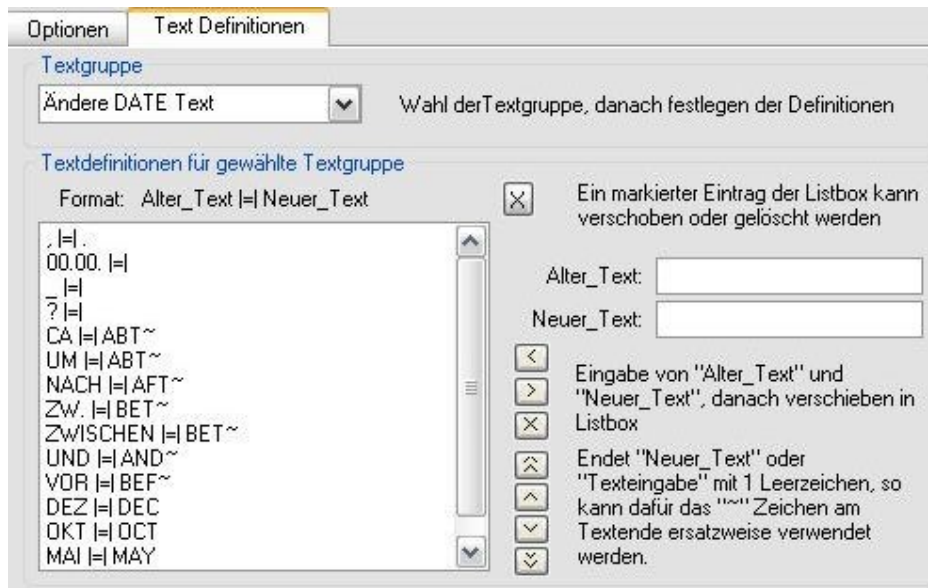 Optionen
Text Definitionen
Textgruppe
Ändere DATE Text
Wahl derTextgruppe, danach festlegen der Definitionen
Textdefinitionen für gewählte Textgruppe
Format: Alter_Text |=| Neuer_Text
, |=| .
00.00. |=|
_ |=|
? |=|
CA |=| ABT~
UM |=| ABT~
NACH |=| AFT~
ZW. |=| BET~
ZWISCHEN |=| BET~
UND |=| AND~
VOR |=| BEF~
DEZ |=| DEC
OKT |=| OCT
MAI |=| MAY
Ein markierter Eintrag der Listbox kann
verschoben oder gelöscht werden
Alter_Text:
Neuer_Text:
Eingabe von "Alter_Text" und
"Neuer_Text", danach verschieben in
Listbox
Endet "Neuer_Text" oder
"Texteingabe" mit 1 Leerzeichen, so
kann dafür das "~" Zeichen am
Textende ersatzweise verwendet
werden.